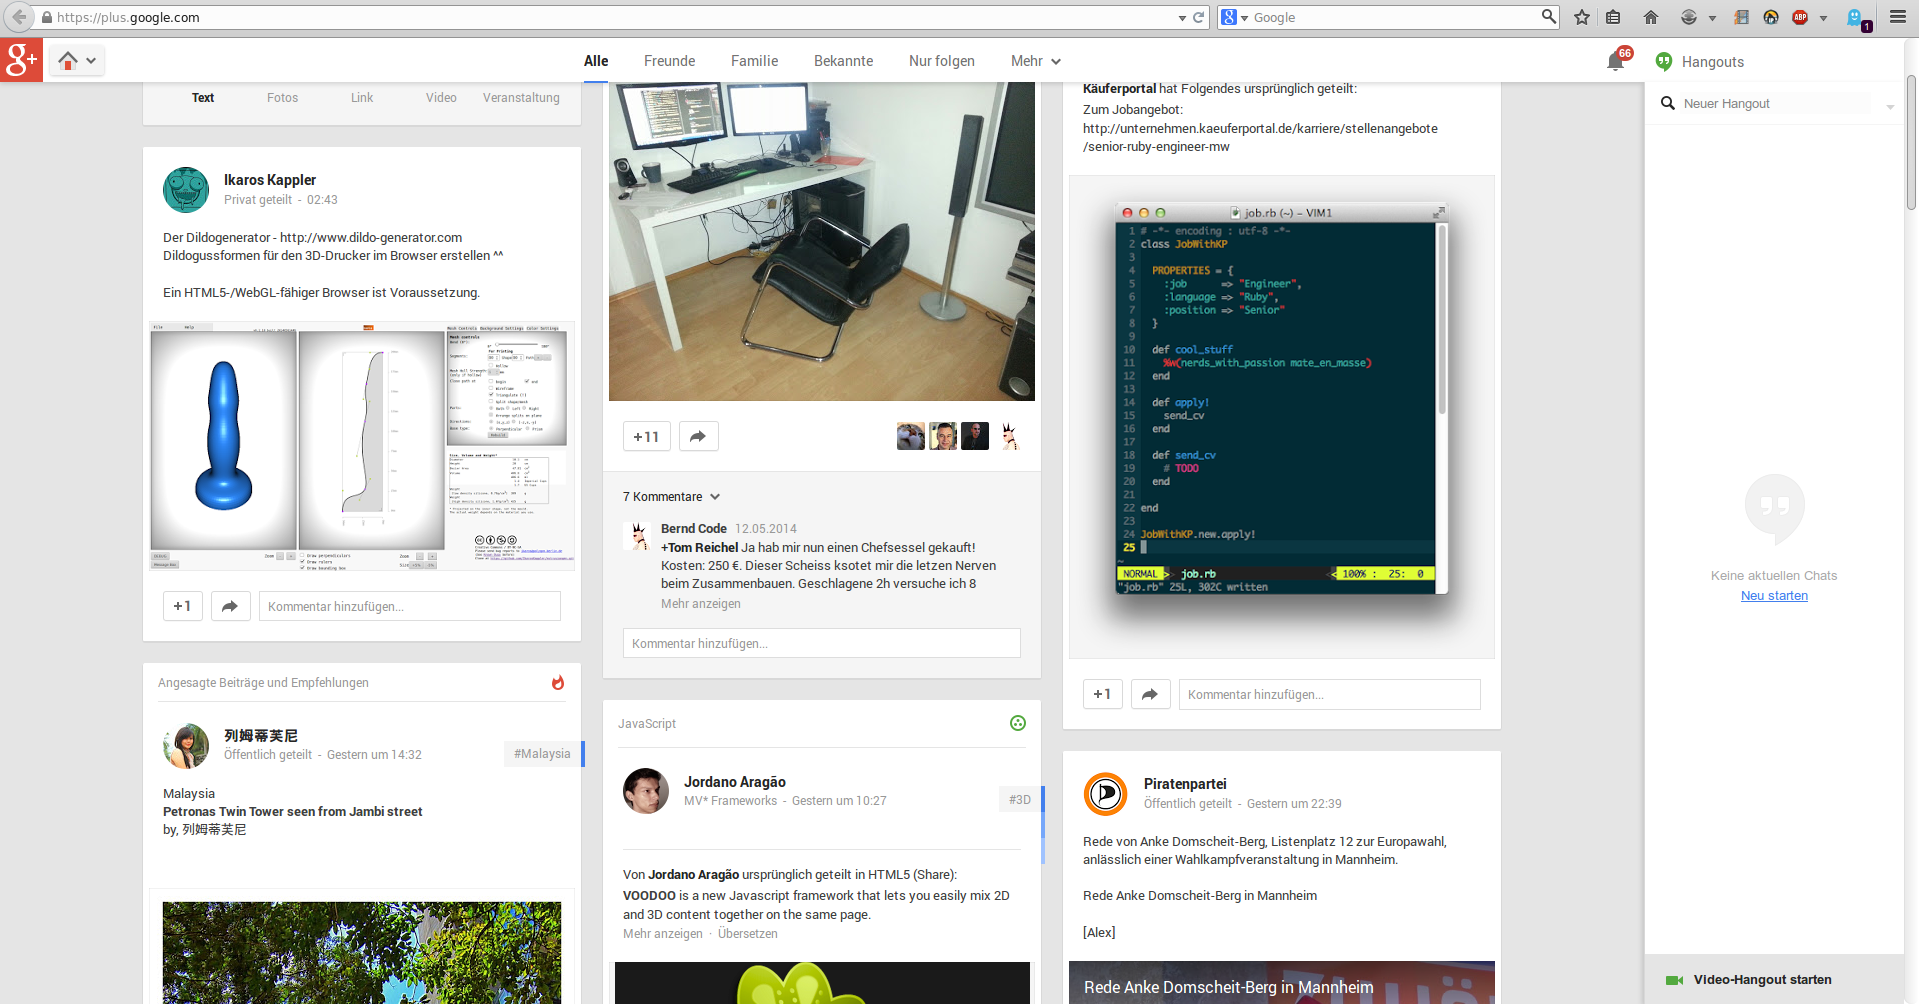 https://plus.google.com
Google
1
g+
Alle
Freunde
Familie
Bekannte
Nur folgen
Mehr
66
Hangouts
Text
Fotos
Link
Video
Veranstaltung
Ikaros Kappler
Privat geteilt - 02:43
Der Dildogenerator - http://www.dildo-generator.com
Dildogussformen für den 3D-Drucker im Browser erstellen ^^
Ein HTML5-/WebGL-fähiger Browser ist Voraussetzung.
File
Help
Mesh Controls
Background Settings
Color Settings
+1
Kommentar hinzufügen...
Angesagte Beiträge und Empfehlungen
列姆蒂芙尼
Öffentlich geteilt - Gestern um 14:32
#Malaysia
Malaysia
Petronas Twin Tower seen from Jambi street
by, 列姆蒂芙尼
+11
7 Kommentare
Bernd Code 12.05.2014
+Tom Reichel Ja hab mir nun einen Chefsessel gekauft!
Kosten: 250 €. Dieser Scheiss ksotet mir die letzen Nerven
beim Zusammenbauen. Geschlagene 2h versuche ich 8
Mehr anzeigen
Kommentar hinzufügen...
JavaScript
Jordano Aragão
MV* Frameworks - Gestern um 10:27
#3D
Von Jordano Aragão ursprünglich geteilt in HTML5 (Share):
VOODOO is a new Javascript framework that lets you easily mix 2D
and 3D content together on the same page.
Mehr anzeigen · Übersetzen
Käuferportal hat Folgendes ursprünglich geteilt:
Zum Jobangebot:
http://unternehmen.kaeuferportal.de/karriere/stellenangebote
/senior-ruby-engineer-mw
job.rb (~) – VIM1
1 # -*- encoding : utf-8 -*-
2 class JobWithKP
3
4 PROPERTIES = {
5 :job => "Engineer",
6 :language => "Ruby",
7 :position => "Senior"
8 }
9
10 def cool_stuff
11 %w(nerds_with_passion mate_en_masse)
12 end
13
14 def apply!
15 send_cv
16 end
17
18 def send_cv
19 # TODO
20 end
21
22 end
23
24 JobWithKP.new.apply!
25
~
NORMAL job.rb 100% : 25: 0
"job.rb" 25L, 302C written
+1
Kommentar hinzufügen...
Piratenpartei
Öffentlich geteilt - Gestern um 22:39
Rede von Anke Domscheit-Berg, Listenplatz 12 zur Europawahl,
anlässlich einer Wahlkampfveranstaltung in Mannheim.
Rede Anke Domscheit-Berg in Mannheim
[Alex]
Rede Anke Domscheit-Berg in Mannheim
Neuer Hangout
Keine aktuellen Chats
Neu starten
Video-Hangout starten